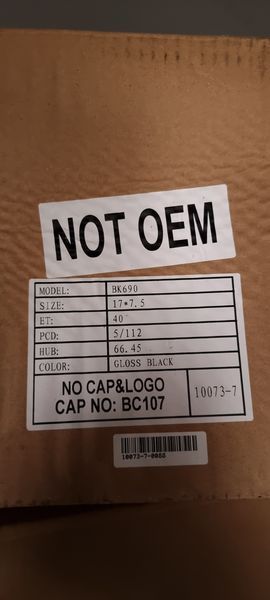 NOT OEM
MODEL: BK690
SIZE: 17*7.5
ET: 40
PCD: 5/112
HUB: 66.45
COLOR: GLOSS BLACK
NO CAP&LOGO
CAP NO: BC107
10073-7
10073-7-0088